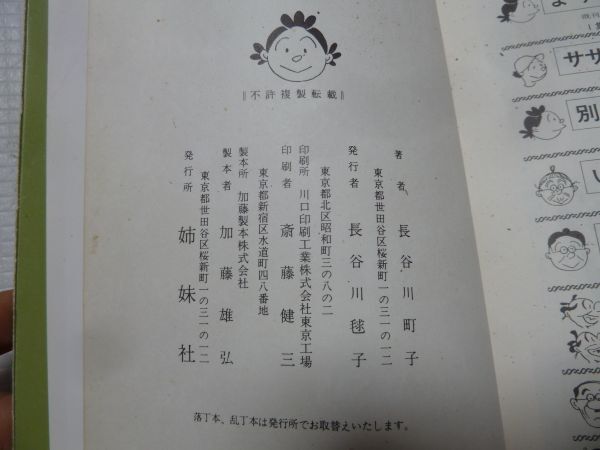 ‖不許複製転載‖
著者 長谷川町子
東京都世田谷区桜新町一の三一の一二
発行者 長谷川毬子
東京都北区昭和町三の八の二
印刷所 川口印刷工業株式会社東京工場
印刷者 斎藤健三
東京都新宿区水道町四八番地
製本所 加藤製本株式会社
製本者 加藤雄弘
東京都世田谷区桜新町一の三一の一二
発行所 姉妹社
落丁本、乱丁本は発行所でお取替えいたします。
ササ
別